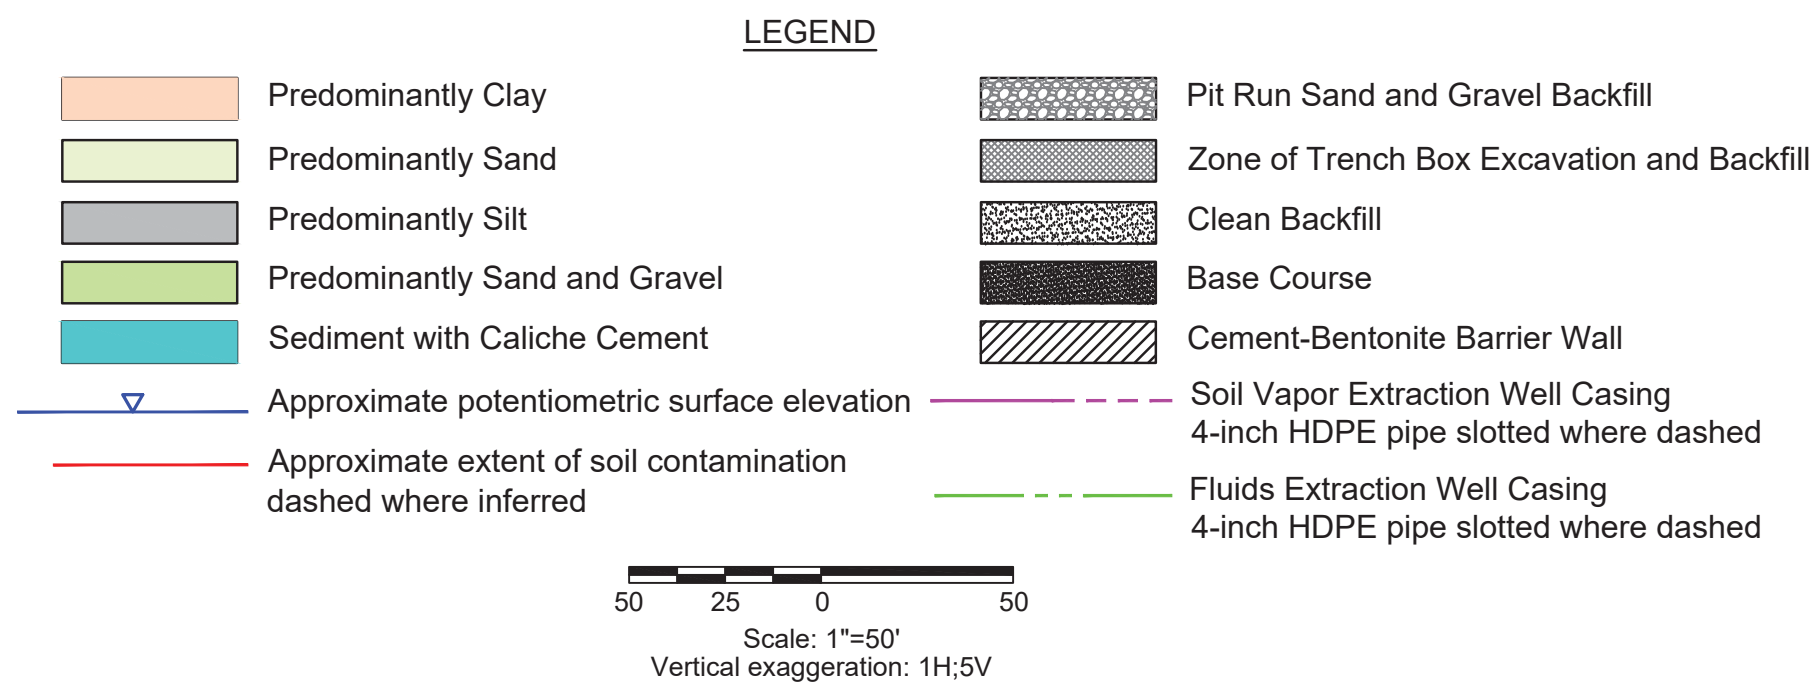 LEGEND
Predominantly Clay
Predominantly Sand
Predominantly Silt
Predominantly Sand and Gravel
Sediment with Caliche Cement
Approximate potentiometric surface elevation
Approximate extent of soil contamination
dashed where inferred
Pit Run Sand and Gravel Backfill
Zone of Trench Box Excavation and Backfill
Clean Backfill
Base Course
Cement-Bentonite Barrier Wall
Soil Vapor Extraction Well Casing
4-inch HDPE pipe slotted where dashed
Fluids Extraction Well Casing
4-inch HDPE pipe slotted where dashed
50 25 0 50
Scale: 1"=50'
Vertical exaggeration: 1H;5V